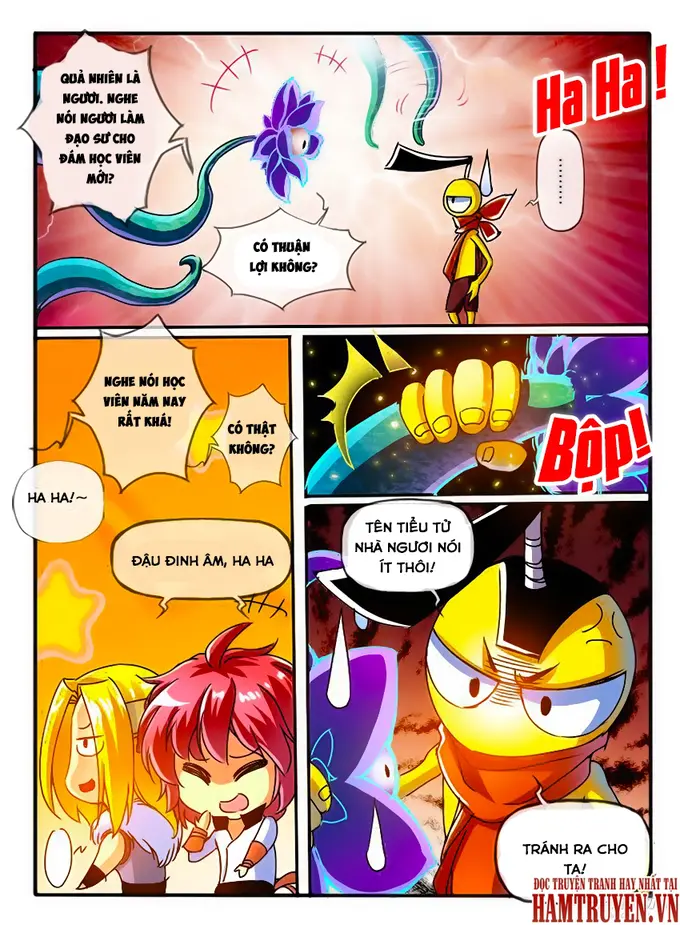 QUẢ NHIÊN LÀ
NGƯƠI. NGHE
NÓI NGƯƠI LÀM
ĐẠO SƯ CHO
ĐÁM HỌC VIÊN
MỚI?
Ha Ha!
.........
CÓ THUẬN
LỢI KHÔNG?
NGHE NÓI HỌC
VIÊN NĂM NAY
RẤT KHÁ!
CÓ THẬT
KHÔNG?
HA HA!~
ĐẬU ĐINH ÂM, HA HA
Bộp!
TÊN TIỂU TỬ
NHÀ NGƯƠI NÓI
ÍT THÔI!
TRÁNH RA CHO
TA!
ĐỌC TRUYỆN TRANH HAY NHẤT TẠI
HAMTRUYEN.VN